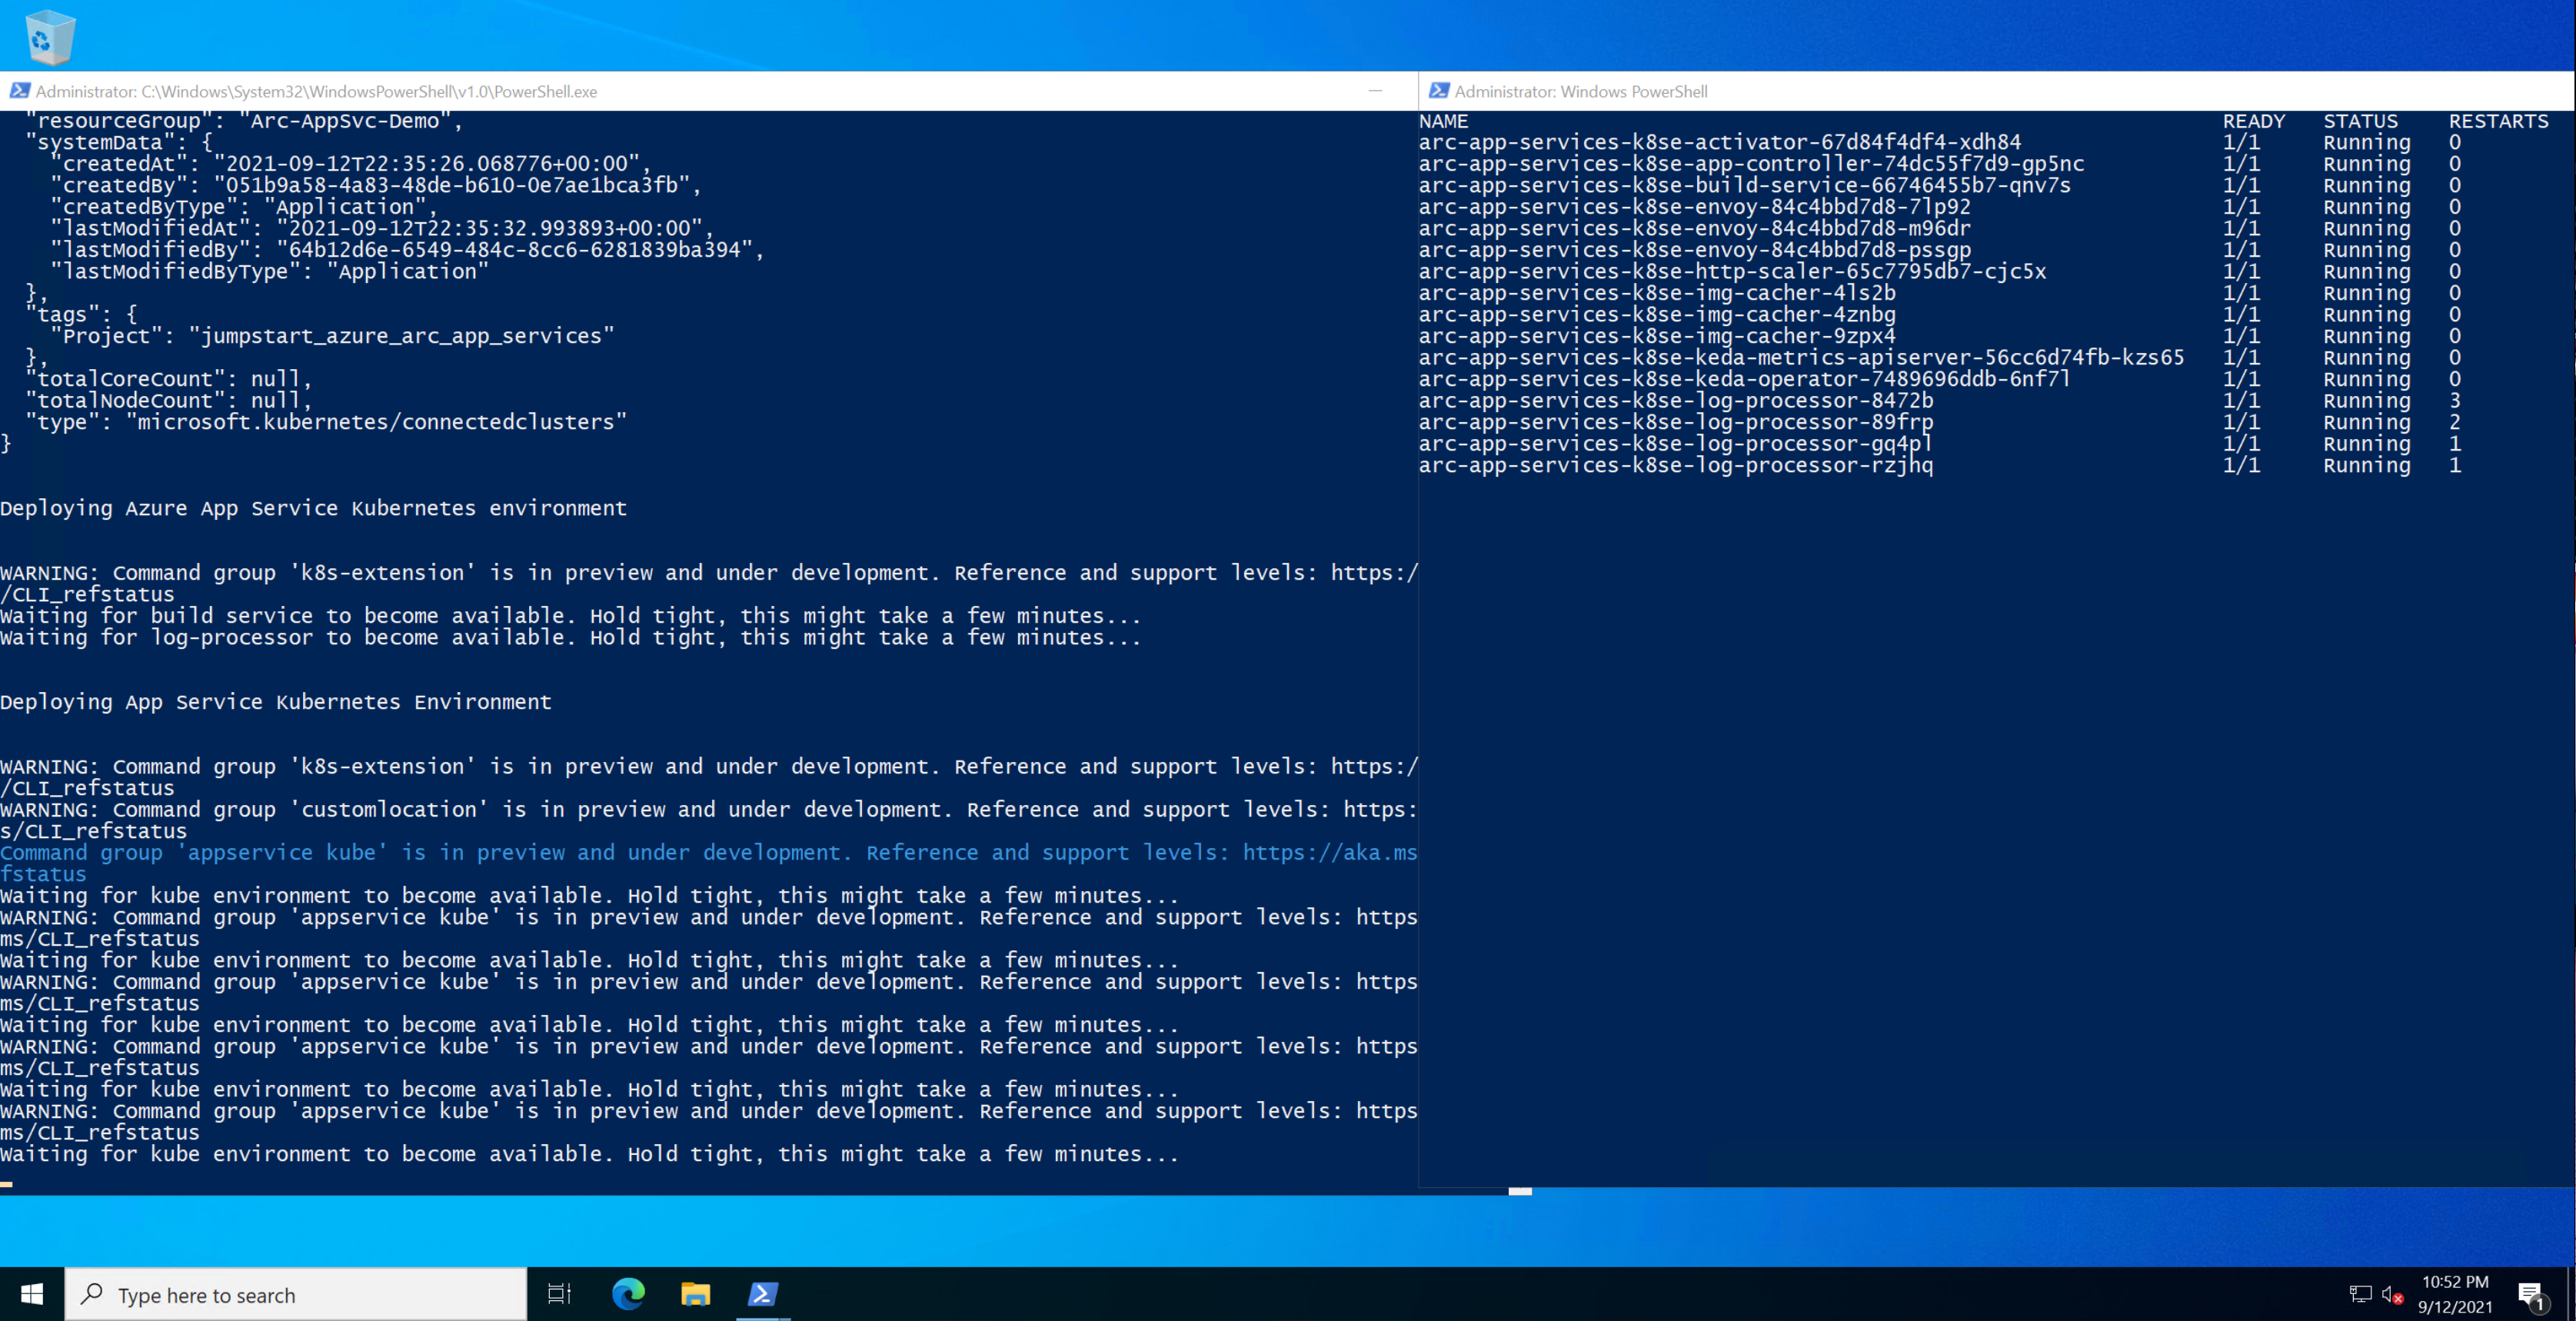 Administrator: C:\Windows\System32\WindowsPowerShell\v1.0\PowerShell.exe
"resourceGroup": "Arc-AppSvc-Demo",
"systemData": {
"createdAt": "2021-09-12T22:35:26.068776+00:00",
"createdBy": "051b9a58-4a83-48de-b610-0e7ae1bca3fb",
"createdByType": "Application",
"lastModifiedAt": "2021-09-12T22:35:32.993893+00:00",
"lastModifiedBy": "64b12d6e-6549-484c-8cc6-6281839ba394",
"lastModifiedByType": "Application"
},
"tags": {
"Project": "jumpstart_azure_arc_app_services"
},
"totalCoreCount": null,
"totalNodeCount": null,
"type": "microsoft.kubernetes/connectedclusters"
}
Deploying Azure App Service Kubernetes environment
WARNING: Command group 'k8s-extension' is in preview and under development. Reference and support levels: https:/
/CLI_refstatus
Waiting for build service to become available. Hold tight, this might take a few minutes...
Waiting for log-processor to become available. Hold tight, this might take a few minutes...
Deploying App Service Kubernetes Environment
WARNING: Command group 'k8s-extension' is in preview and under development. Reference and support levels: https:/
/CLI_refstatus
WARNING: Command group 'customlocation' is in preview and under development. Reference and support levels: https:
s/CLI_refstatus
Command group 'appservice kube' is in preview and under development. Reference and support levels: https://aka.ms
fstatus
Waiting for kube environment to become available. Hold tight, this might take a few minutes...
WARNING: Command group 'appservice kube' is in preview and under development. Reference and support levels: https
ms/CLI_refstatus
Waiting for kube environment to become available. Hold tight, this might take a few minutes...
WARNING: Command group 'appservice kube' is in preview and under development. Reference and support levels: https
ms/CLI_refstatus
Waiting for kube environment to become available. Hold tight, this might take a few minutes...
WARNING: Command group 'appservice kube' is in preview and under development. Reference and support levels: https
ms/CLI_refstatus
Waiting for kube environment to become available. Hold tight, this might take a few minutes...
WARNING: Command group 'appservice kube' is in preview and under development. Reference and support levels: https
ms/CLI_refstatus
Waiting for kube environment to become available. Hold tight, this might take a few minutes...
Administrator: Windows PowerShell
NAME READY STATUS RESTARTS
arc-app-services-k8se-activator-67d84f4df4-xdh84 1/1 Running 0
arc-app-services-k8se-app-controller-74dc55f7d9-gp5nc 1/1 Running 0
arc-app-services-k8se-build-service-66746455b7-qnv7s 1/1 Running 0
arc-app-services-k8se-envoy-84c4bbd7d8-7lp92 1/1 Running 0
arc-app-services-k8se-envoy-84c4bbd7d8-m96dr 1/1 Running 0
arc-app-services-k8se-envoy-84c4bbd7d8-pssgp 1/1 Running 0
arc-app-services-k8se-http-scaler-65c7795db7-cjc5x 1/1 Running 0
arc-app-services-k8se-img-cacher-4ls2b 1/1 Running 0
arc-app-services-k8se-img-cacher-4znbg 1/1 Running 0
arc-app-services-k8se-img-cacher-9zpx4 1/1 Running 0
arc-app-services-k8se-keda-metrics-apiserver-56cc6d74fb-kzs65 1/1 Running 0
arc-app-services-k8se-keda-operator-7489696ddb-6nf7l 1/1 Running 0
arc-app-services-k8se-log-processor-8472b 1/1 Running 3
arc-app-services-k8se-log-processor-89frp 1/1 Running 2
arc-app-services-k8se-log-processor-gq4pl 1/1 Running 1
arc-app-services-k8se-log-processor-rzjhq 1/1 Running 1
Type here to search
10:52 PM
9/12/2021
1